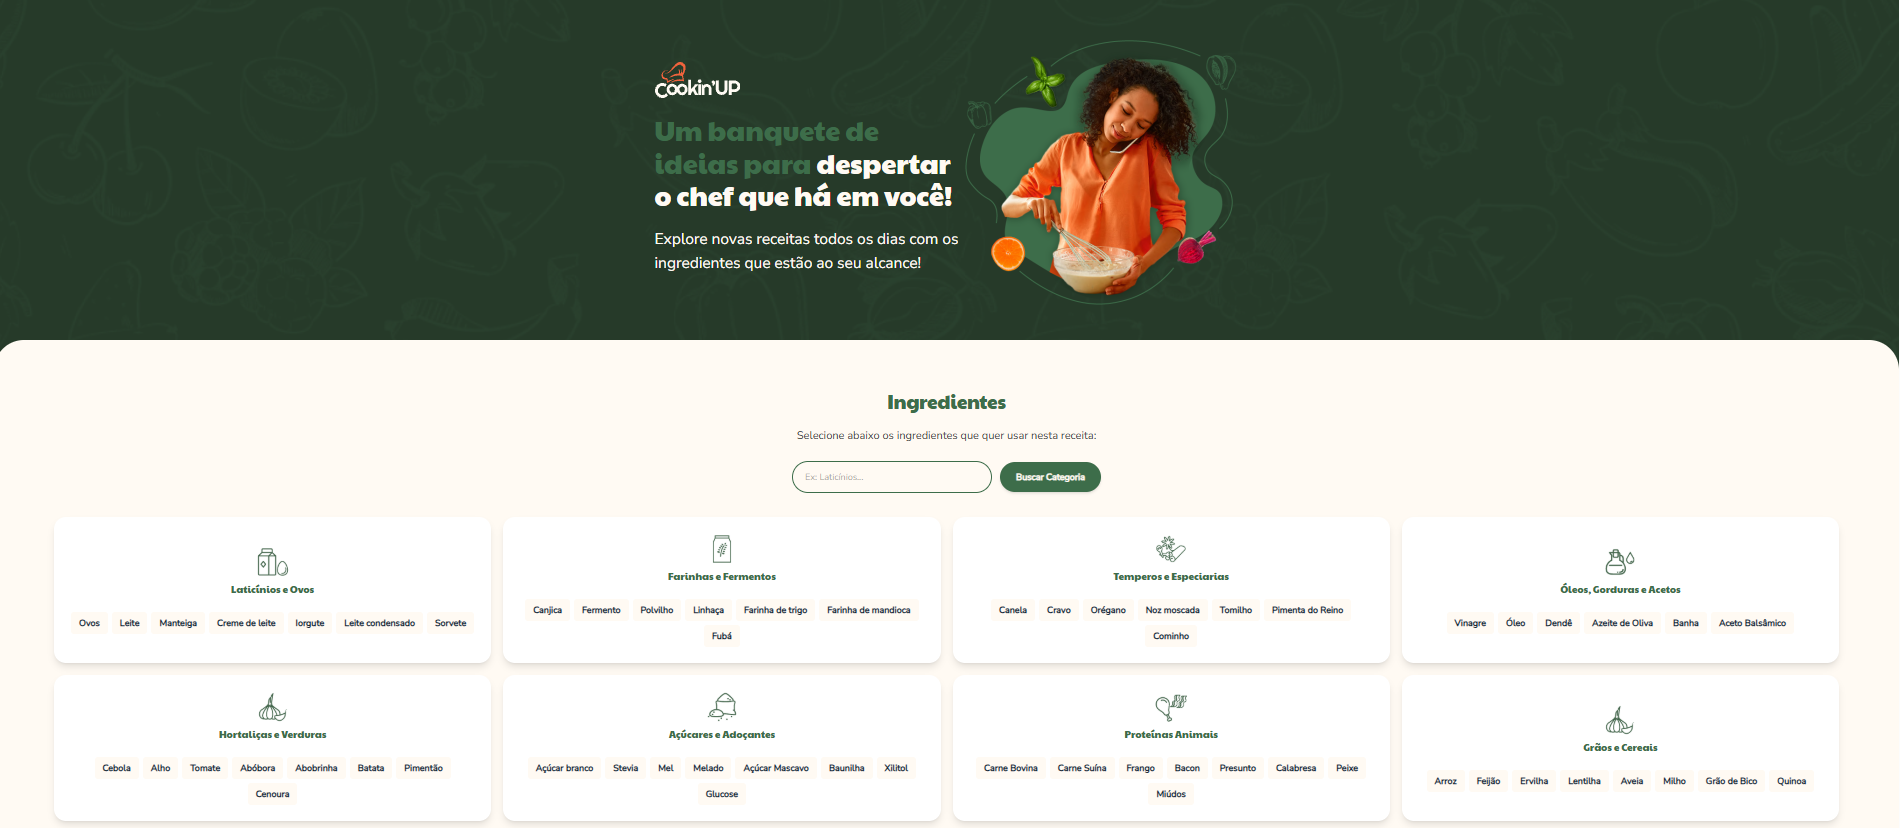 Cookin'UP
Um banquete de
ideias para despertar
o chef que há em você!
Explore novas receitas todos os dias com os
ingredientes que estão ao seu alcance!
Ingredientes
Selecione abaixo os ingredientes que quer usar nesta receita:
Ex: Laticínios...
Buscar Categoria
Laticínios e Ovos
Ovos Leite Manteiga Creme de leite Iorgute Leite condensado Sorvete
Farinhas e Fermentos
Canjica Fermento Polvilho Linhaça Farinha de trigo Farinha de mandioca
Fubá
Temperos e Especiarias
Canela Cravo Orégano Noz moscada Tomilho Pimenta do Reino
Cominho
Óleos, Gorduras e Acetos
Vinagre Óleo Dendê Azeite de Oliva Banha Aceto Balsâmico
Hortaliças e Verduras
Cebola Alho Tomate Abóbora Abobrinha Batata Pimentão
Cenoura
Açúcares e Adoçantes
Açúcar branco Stevia Mel Melado Açúcar Mascavo Baunilha Xilitol
Glucose
Proteínas Animais
Carne Bovina Carne Suína Frango Bacon Presunto Calabresa Peixe
Miúdos
Grãos e Cereais
Arroz Feijão Ervilha Lentilha Aveia Milho Grão de Bico Quinoa